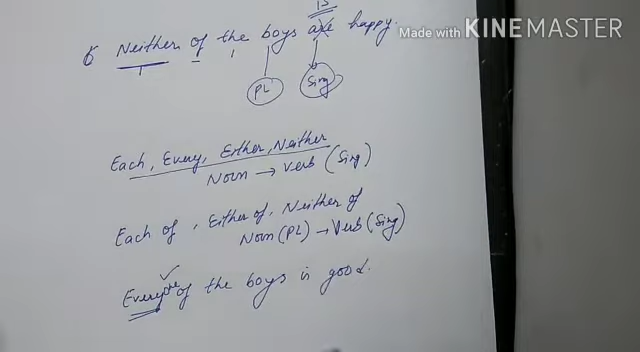 is
6 Neither of the boys are happy.
PL
Sing
Each, Every, Either, Neither
Noun → Verb (Sing)
Each of, Either of, Neither of
Noun (PL) → Verb (Sing)
Everyone of the boys is good.
Made with KINEMASTER